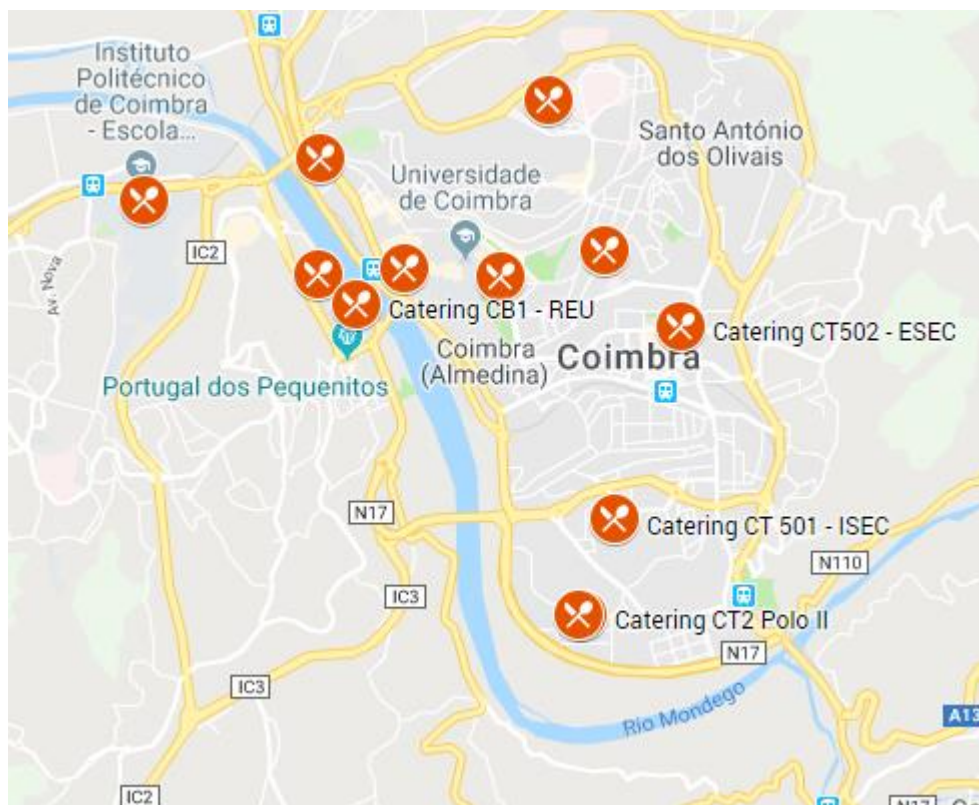 Instituto
Politécnico
de Coimbra
- Escola...
Santo António
dos Olivais
Universidade
de Coimbra
IC2
Av. Nova
Catering CB1 - REU
Catering CT502 - ESEC
Coimbra
(Almedina)
Coimbra
Portugal dos Pequenitos
N17
Catering CT 501 - ISEC
N110
IC3
Catering CT2 Polo II
N17
IC3
Rio Mondego
A13
IC2
N17